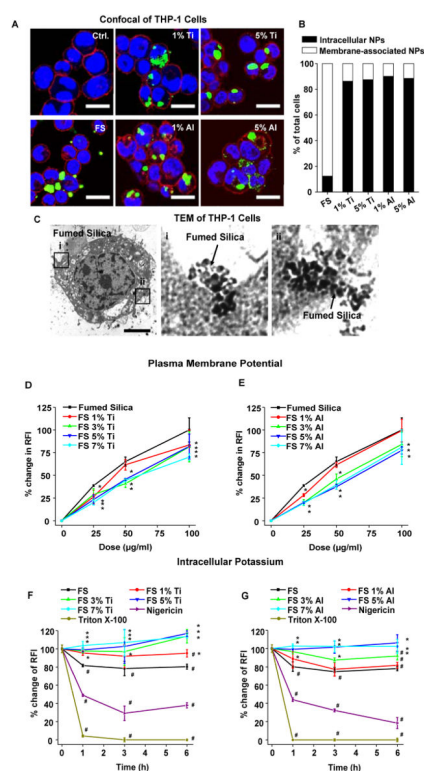 A
Confocal of THP-1 Cells
Ctrl.
1% Ti
5% Ti
FS
1% Al
5% Al
B
Intracellular NPs
Membrane-associated NPs
% of total cells
100
80
60
40
20
0
FS
1% Ti
5% Ti
1% Al
5% Al
C
TEM of THP-1 Cells
Fumed Silica
i
ii
i
Fumed Silica
ii
Fumed Silica
Plasma Membrane Potential
D
Fumed Silica
FS 1% Ti
FS 3% Ti
FS 5% Ti
FS 7% Ti
% change in RFI
125
100
75
50
25
0
0 25 50 75 100
Dose (µg/ml)
E
Fumed Silica
FS 1% Al
FS 3% Al
FS 5% Al
FS 7% Al
% change in RFI
125
100
75
50
25
0
0 25 50 75 100
Dose (µg/ml)
Intracellular Potassium
F
FS FS 1% Ti
FS 3% Ti FS 5% Ti
FS 7% Ti Nigericin
Triton X-100
% change of RFI
120
100
80
60
40
20
0
0 1 3 6
Time (h)
G
FS FS 1% Al
FS 3% Al FS 5% Al
FS 7% Al Nigericin
Triton X-100
% change of RFI
120
100
80
60
40
20
0
0 1 3 6
Time (h)